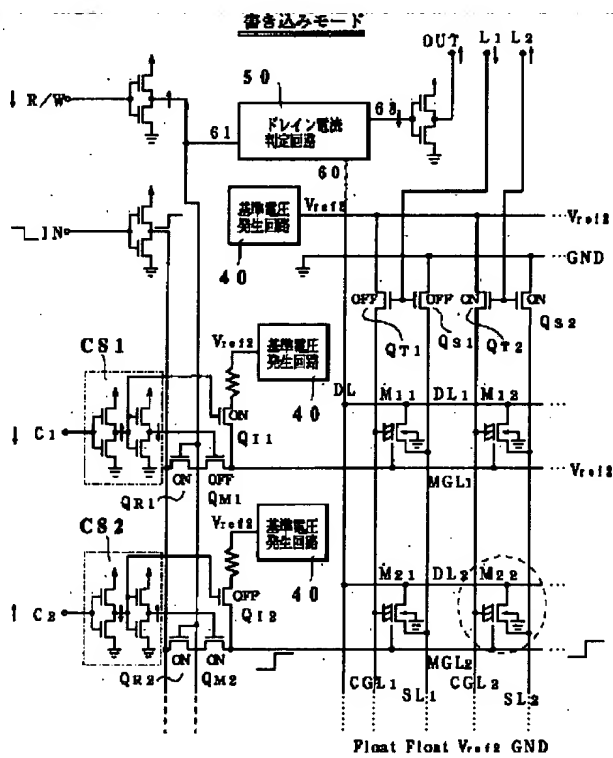 書き込みモード
OUT L1 L2
50
R/W
61
ドレイン電流
判定回路
63
60
基準電圧
発生回路
Vref2
Vref2
40
IN
GND
OFF OFF ON ON
QT1 QS1 QT2 QS2
CS1
Vref2
基準電圧
発生回路
40
DL M11 DL1 M12
ON
C1
QI1
Vref2
MGL1
ON OFF
QR1 QM1
CS2
Vref2
基準電圧
発生回路
40
M21 DL2 M22
OFF
C2
QI2
ON ON
MGL2
QR2 QM2
CGL1 SL1 CGL2 SL2
Float Float Vref2 GND